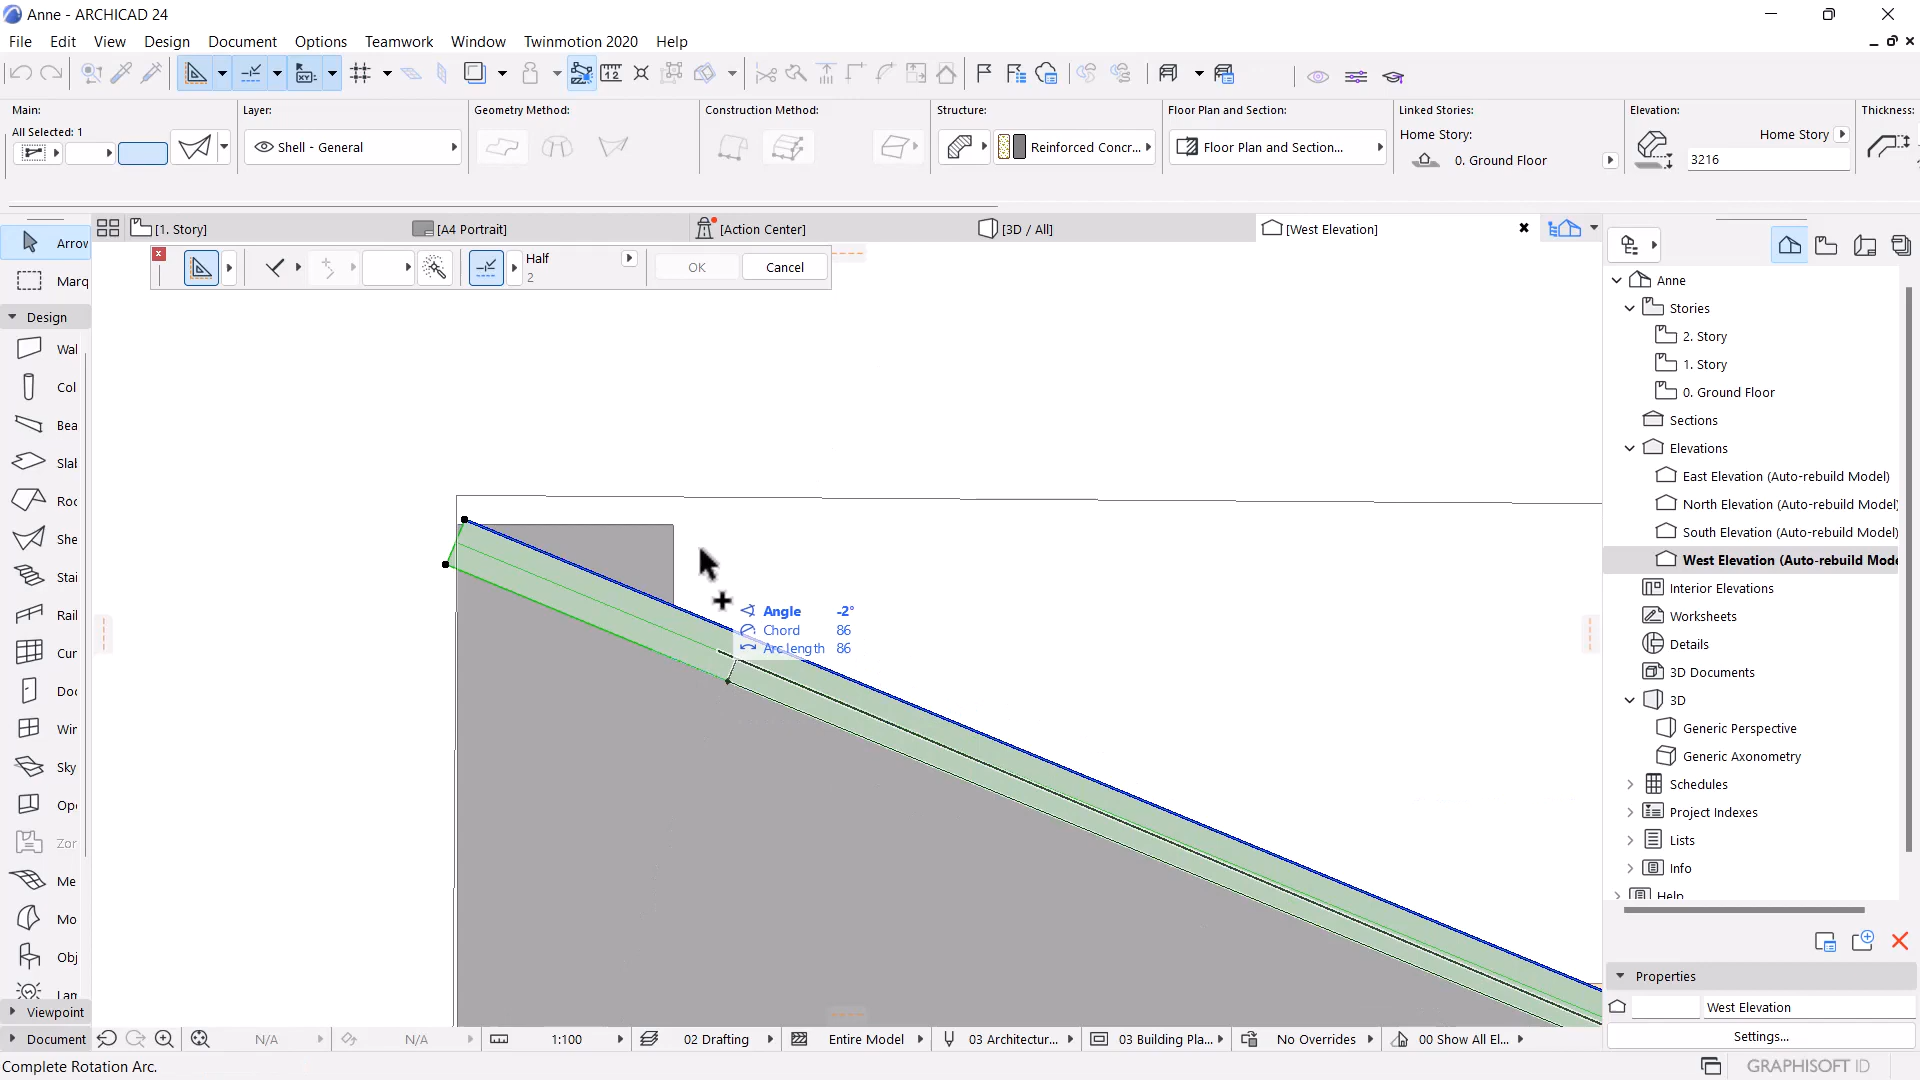 Anne - ARCHICAD 24
File Edit View Design Document Options Teamwork Window Twinmotion 2020 Help
Main:
All Selected: 1
Layer:
Shell - General
Geometry Method:
Construction Method:
Structure:
Reinforced Concr...
Floor Plan and Section:
Floor Plan and Section...
Linked Stories:
Home Story:
0. Ground Floor
Elevation:
Home Story
3216
Thickness:
[1. Story]
[A4 Portrait]
[Action Center]
[3D / All]
[West Elevation]
Half
2
OK
Cancel
Arrov
Marq
Design
Wal
Col
Bea
Slab
Roc
She
Stai
Rail
Cur
Doo
Win
Sky
Ope
Zor
Me
Mo
Obj
Lam
Viewpoint
Document
Angle -2°
Chord 86
Arc length 86
Anne
Stories
2. Story
1. Story
0. Ground Floor
Sections
Elevations
East Elevation (Auto-rebuild Model)
North Elevation (Auto-rebuild Model)
South Elevation (Auto-rebuild Model)
West Elevation (Auto-rebuild Mode
Interior Elevations
Worksheets
Details
3D Documents
3D
Generic Perspective
Generic Axonometry
Schedules
Project Indexes
Lists
Info
Help
Properties
West Elevation
Settings...
N/A
N/A
1:100
02 Drafting
Entire Model
03 Architectur...
03 Building Pla...
No Overrides
00 Show All El...
Complete Rotation Arc.
GRAPHISOFT ID